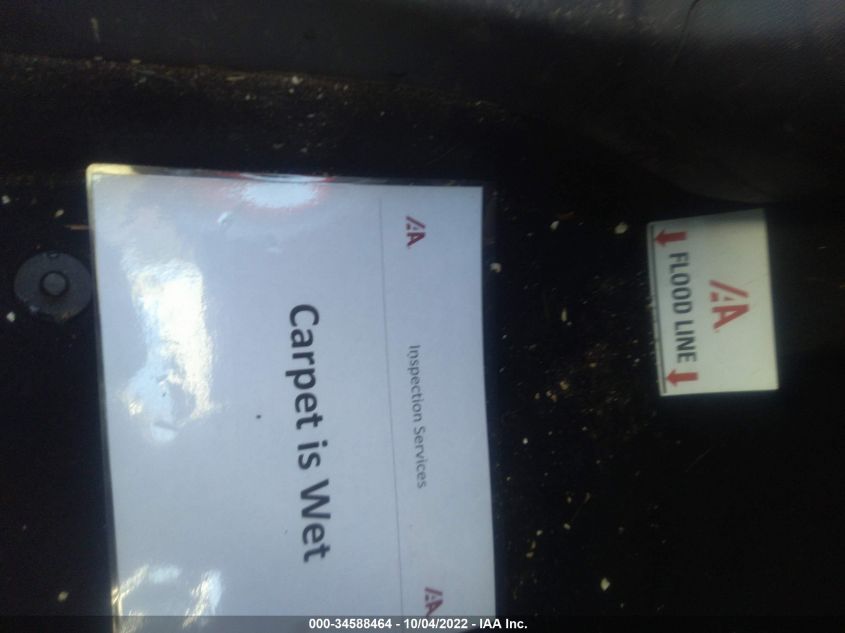 IAA
Inspection Services
IAA
Carpet is Wet
IAA
FLOOD LINE
000-34588464 - 10/04/2022 - IAA Inc.